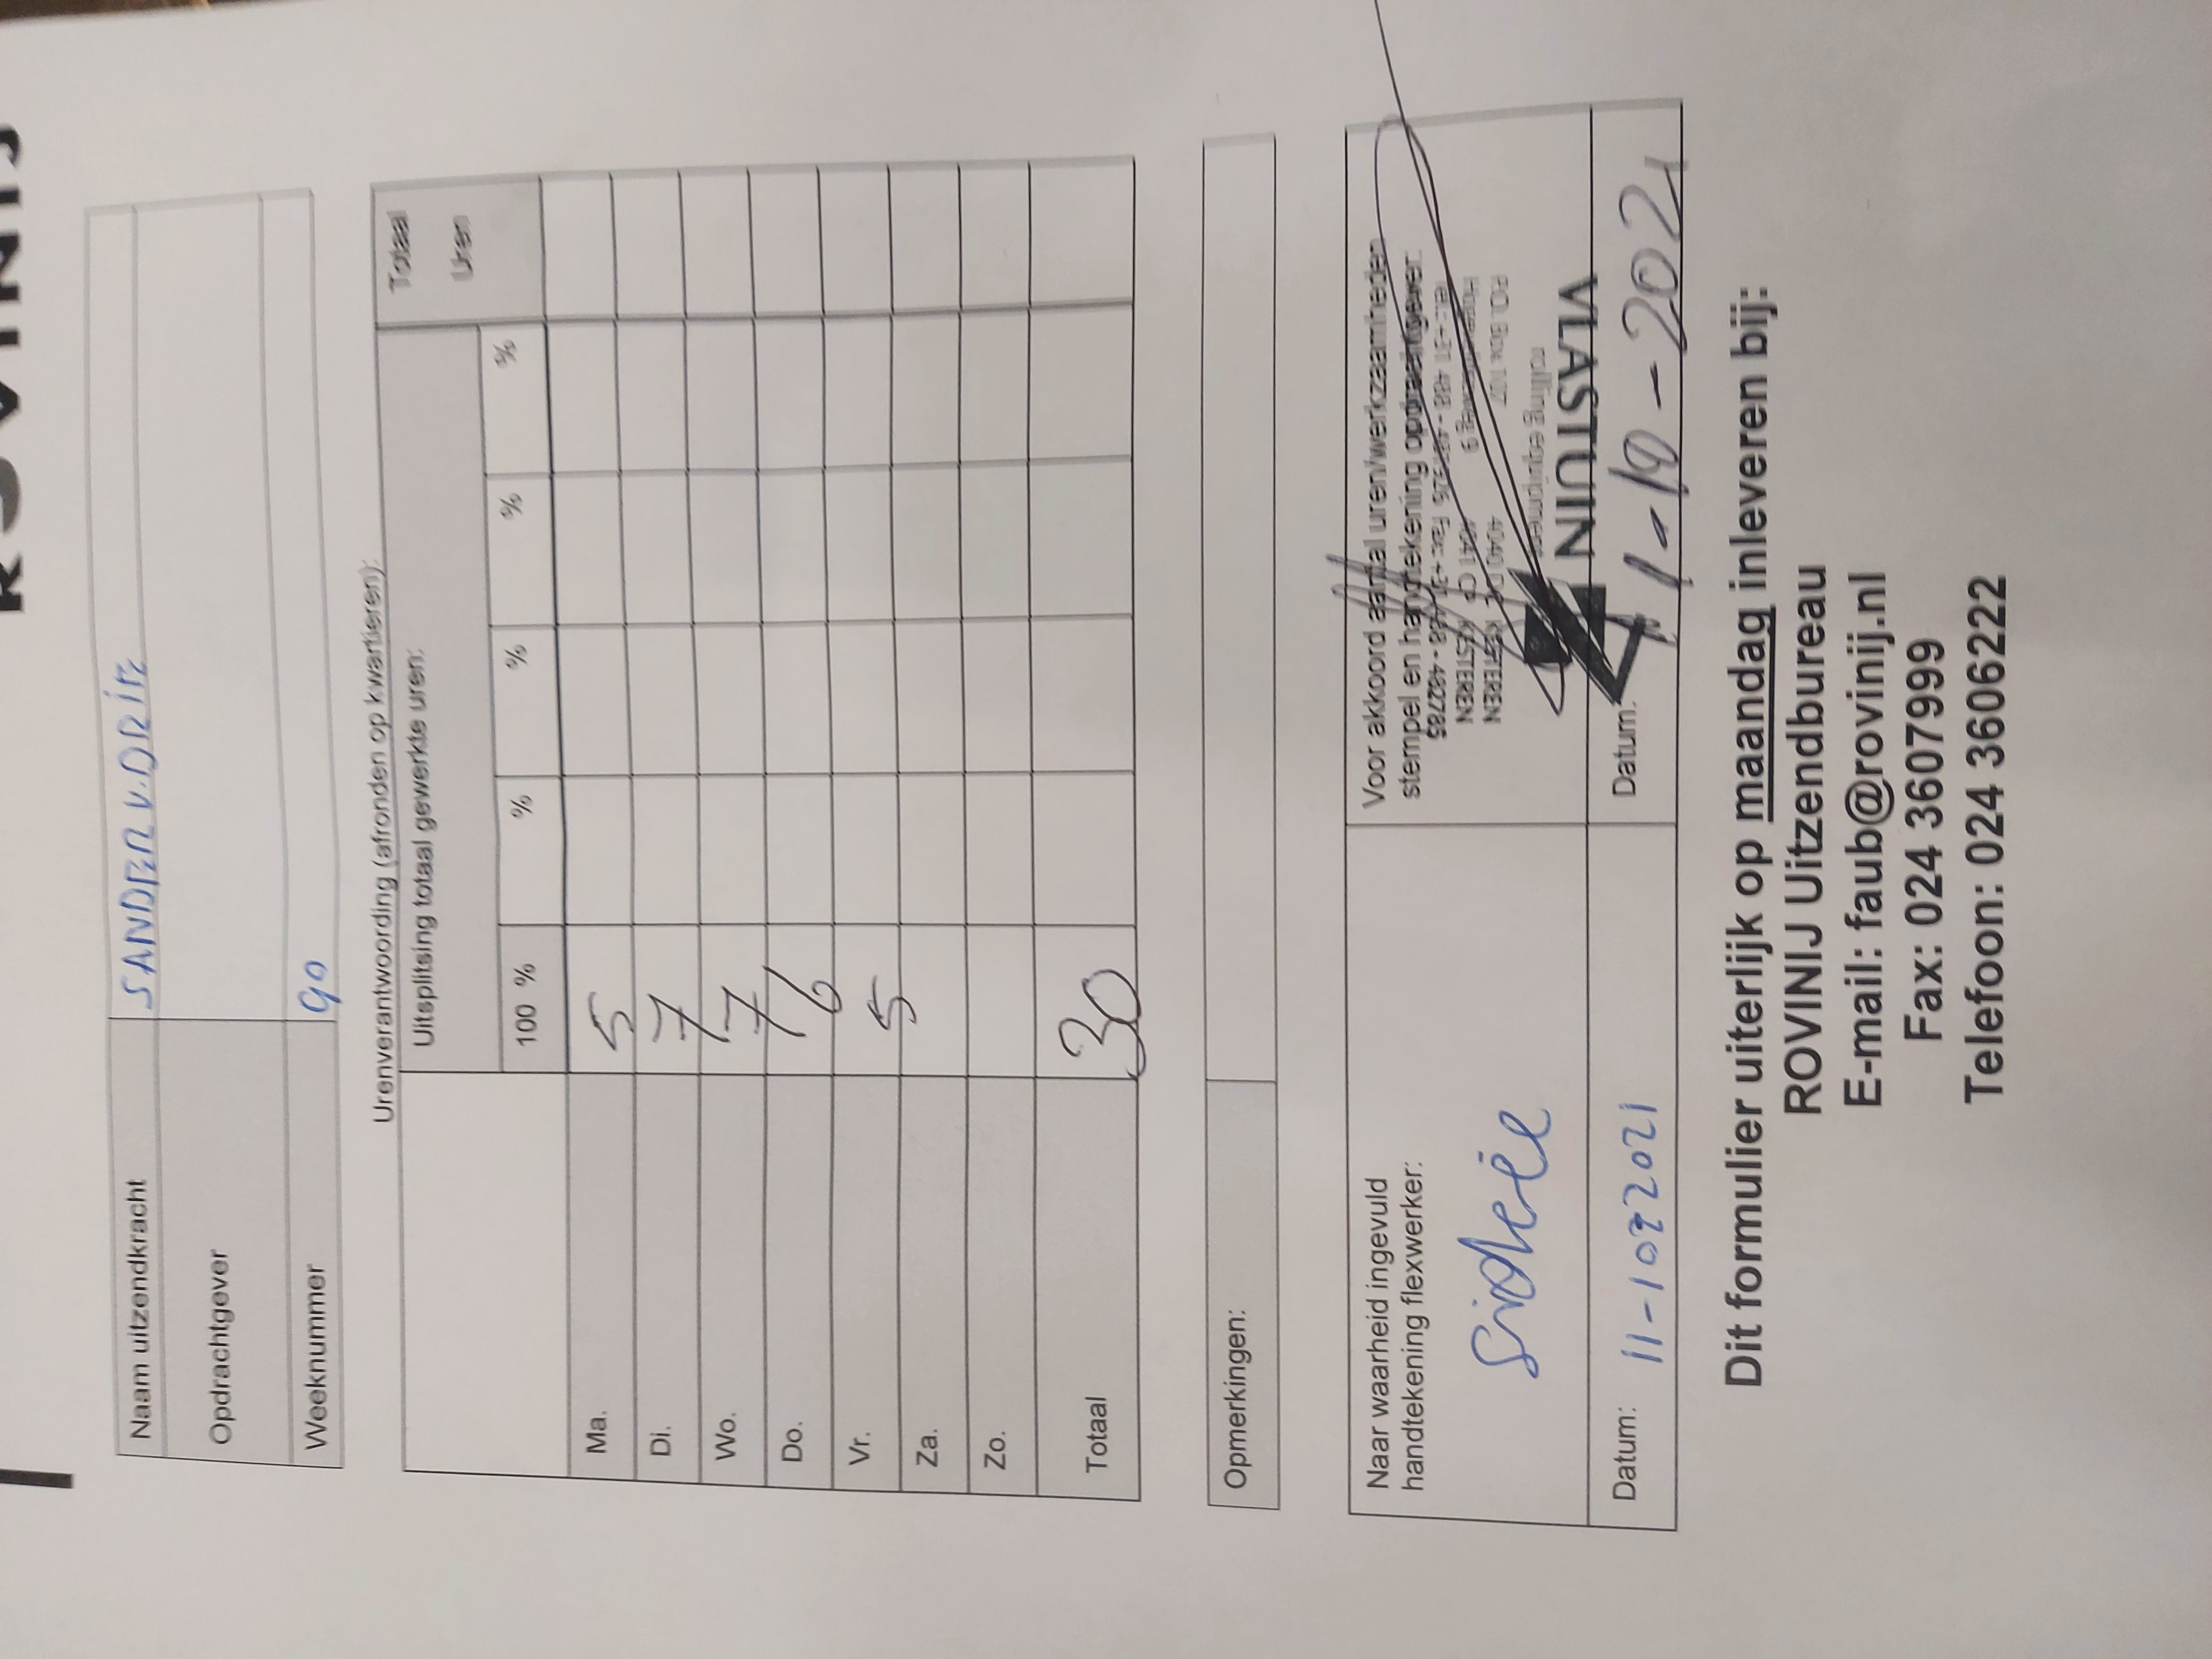 ROVINIJ
Naam uitzendkracht SANDER V. DRIE
Opdrachtgever
Weeknummer 40
Urenverantwoording (afronden op kwartieren):
Uitsplitsing totaal gewerkte uren: Totaal
Uren
100 % % % % %
Ma. 5
Di. 7
Wo. 7
Do. 6
Vr. 5
Za.
Zo.
Totaal 30
Opmerkingen:
Naar waarheid ingevuld
handtekening flexwerker:
Voor akkoord aantal uren/werkzaamheden
stempel en handtekening opdrachtgever:
VLASTUIN
rolling equipment
P.O. Box 107 4040 DC KESTEREN
9 4041 CP KESTEREN
Tel.: +31 488 - Fax: +31 488 - 482785
Datum: 11-10-2021
Datum: 11-10-2021
Dit formulier uiterlijk op maandag inleveren bij:
ROVINIJ Uitzendbureau
E-mail: faub@rovinij.nl
Fax: 024 3607999
Telefoon: 024 3606222